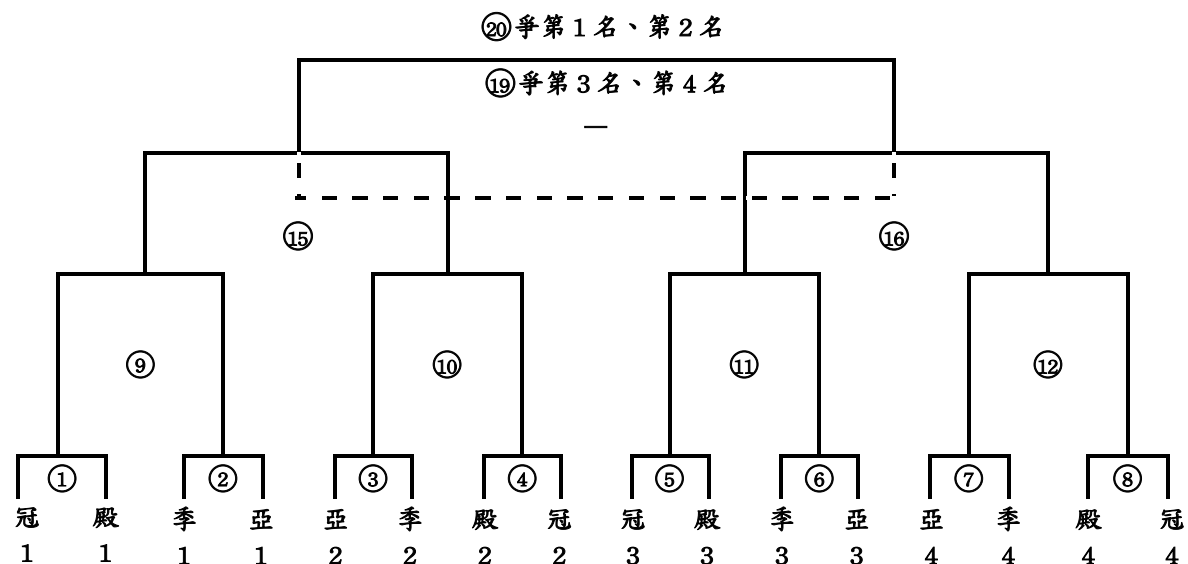 ⑳爭第1名、第2名
⑲爭第3名、第4名
—
⑮ ⑯
⑨ ⑩ ⑪ ⑫
① ② ③ ④ ⑤ ⑥ ⑦ ⑧
冠 殿 季 亞 亞 季 殿 冠 冠 殿 季 亞 亞 季 殿 冠
1 1 1 1 2 2 2 2 3 3 3 3 4 4 4 4